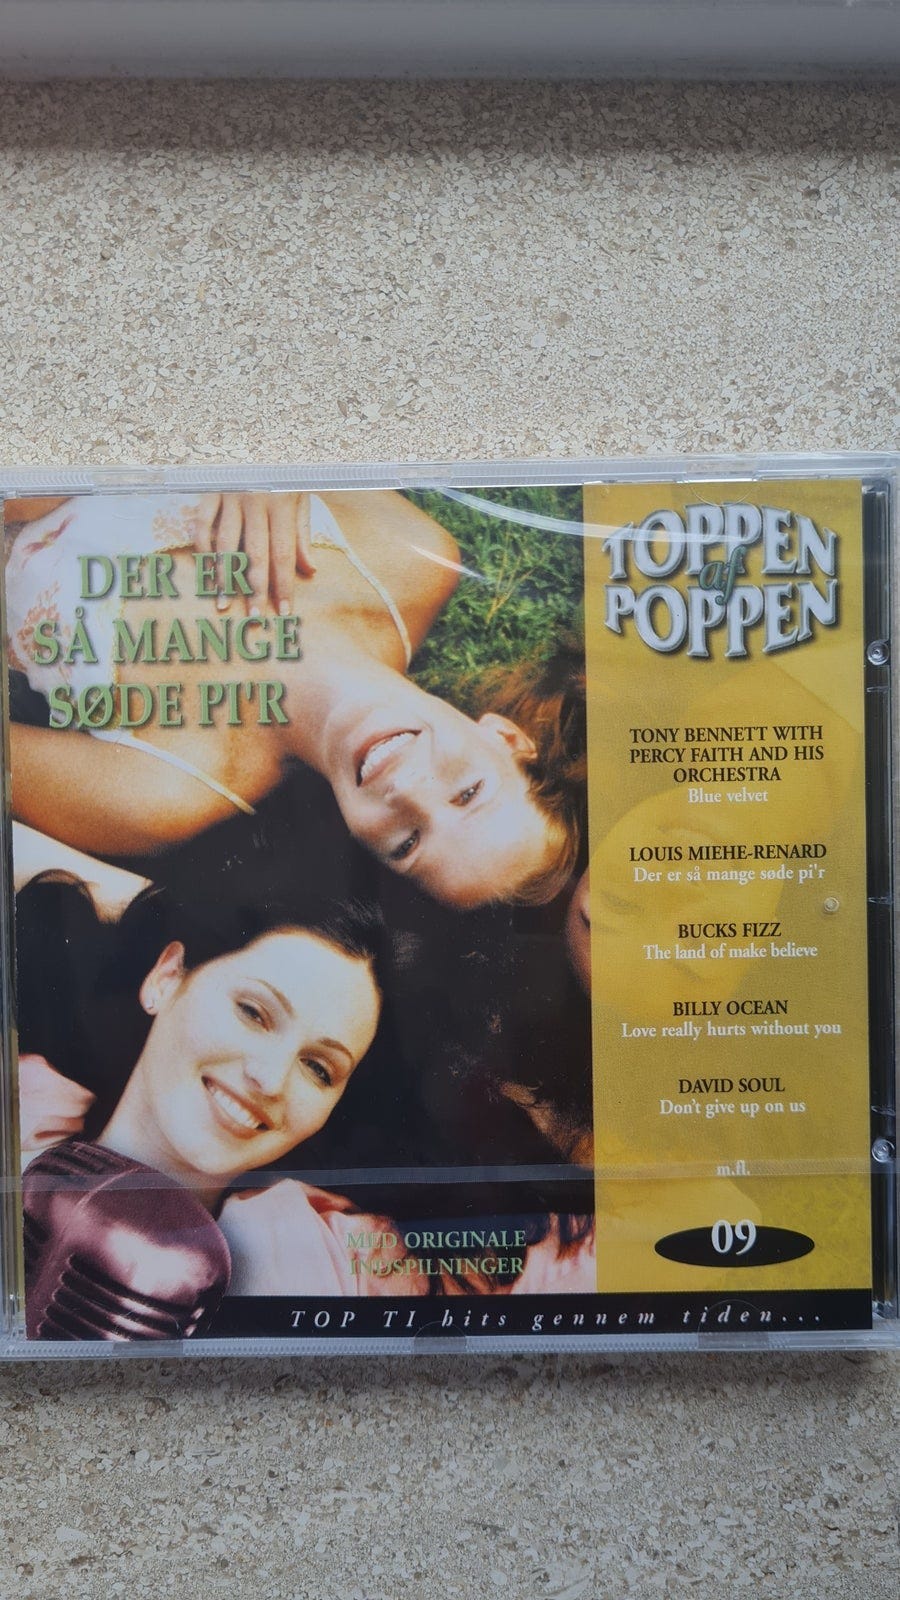 DER ER
SÅ MANGE
SØDE PI'R
TOPPEN
af
POPPEN
TONY BENNETT WITH
PERCY FAITH AND HIS
ORCHESTRA
Blue velvet
LOUIS MIEHE-RENARD
Der er så mange søde pi'r
BUCKS FIZZ
The land of make believe
BILLY OCEAN
Love really hurts without you
DAVID SOUL
Don't give up on us
m.fl.
09
MED ORIGINALE
INDSPILNINGER
TOP TI hits gennem tiden...